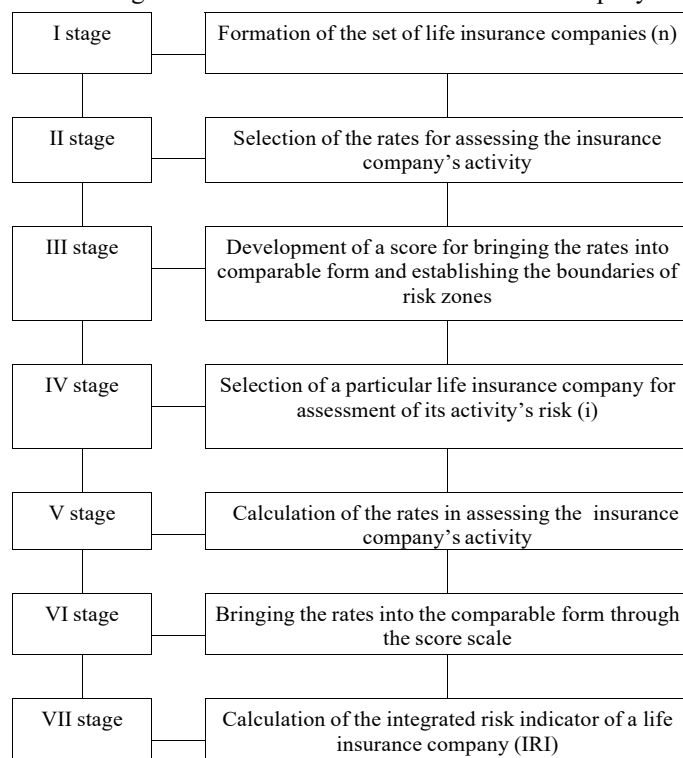 I stage
Formation of the set of life insurance companies (n)
II stage
Selection of the rates for assessing the insurance
company’s activity
III stage
Development of a score for bringing the rates into
comparable form and establishing the boundaries of
risk zones
IV stage
Selection of a particular life insurance company for
assessment of its activity’s risk (i)
V stage
Calculation of the rates in assessing the insurance
company’s activity
VI stage
Bringing the rates into the comparable form through
the score scale
VII stage
Calculation of the integrated risk indicator of a life
insurance company (IRI)